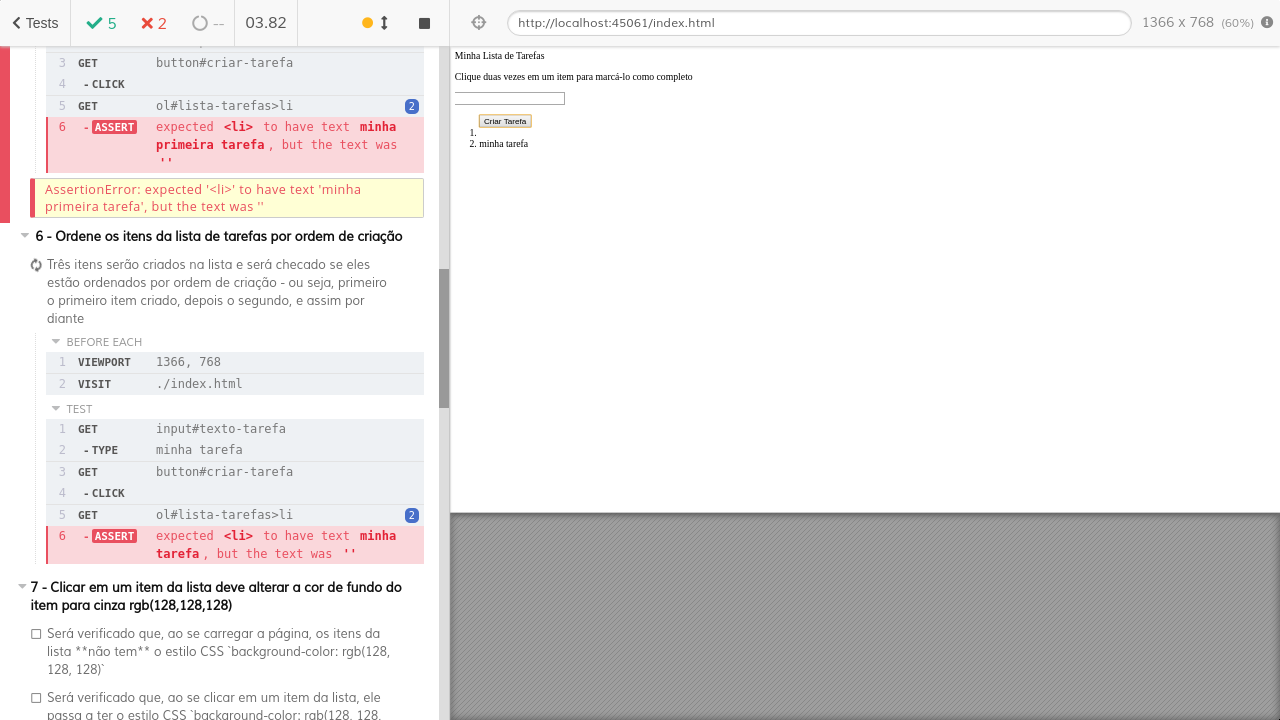 Tests
5
2
--
03.82
http://localhost:45061/index.html
1366 x 768 (60%)
3 GET button#criar-tarefa
4 -CLICK
5 GET ol#lista-tarefas>li 2
6 -ASSERT expected <li> to have text minha
primeira tarefa, but the text was
''
AssertionError: expected '<li>' to have text 'minha
primeira tarefa', but the text was ''
6 - Ordene os itens da lista de tarefas por ordem de criação
Três itens serão criados na lista e será checado se eles
estão ordenados por ordem de criação - ou seja, primeiro
o primeiro item criado, depois o segundo, e assim por
diante
BEFORE EACH
1 VIEWPORT 1366, 768
2 VISIT ./index.html
TEST
1 GET input#texto-tarefa
2 -TYPE minha tarefa
3 GET button#criar-tarefa
4 -CLICK
5 GET ol#lista-tarefas>li 2
6 -ASSERT expected <li> to have text minha
tarefa, but the text was ''
7 - Clicar em um item da lista deve alterar a cor de fundo do
item para cinza rgb(128,128,128)
Será verificado que, ao se carregar a página, os itens da
lista **não tem** o estilo CSS `background-color: rgb(128,
128, 128)`
Será verificado que, ao se clicar em um item da lista, ele
passa a ter o estilo CSS `background-color: rgb(128, 128,
Minha Lista de Tarefas
Clique duas vezes em um item para marcá-lo como completo
Criar Tarefa
1.
2. minha tarefa